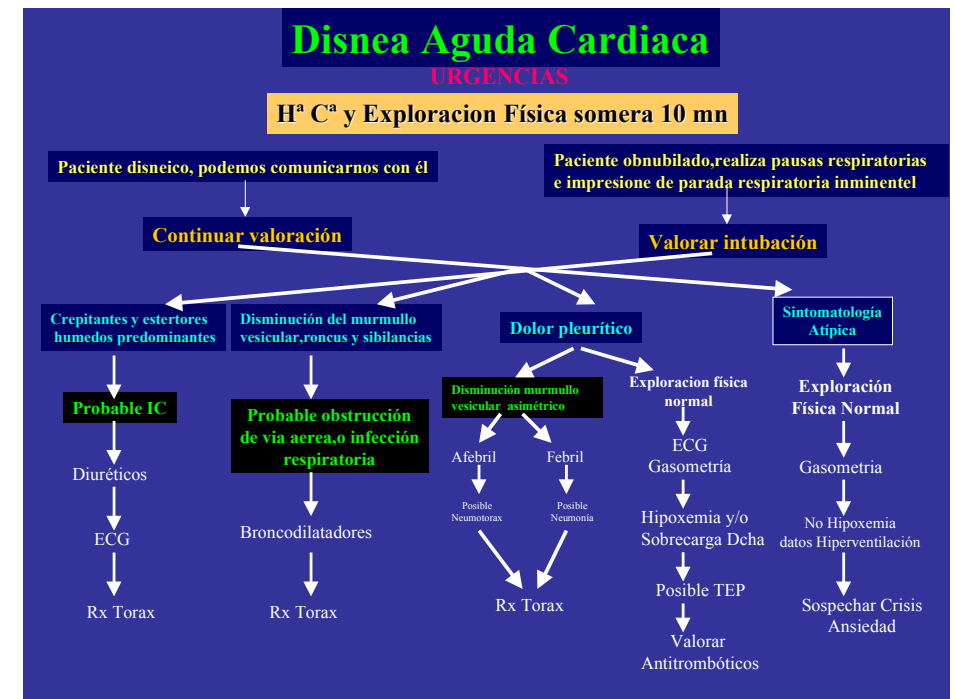 Disnea Aguda Cardiaca
URGENCIAS
Hª Cª y Exploracion Física somera 10 mn
Paciente disneico, podemos comunicarnos con él
Paciente obnubilado,realiza pausas respiratorias
e impresione de parada respiratoria inminentel
Continuar valoración
Valorar intubación
Crepitantes y estertores
humedos predominantes
Disminución del murmullo
vesicular,roncus y sibilancias
Dolor pleurítico
Sintomatología
Atípica
Probable IC
Diuréticos
ECG
Rx Torax
Probable obstrucción
de via aerea,o infección
respiratoria
Broncodilatadores
Rx Torax
Disminución murmullo
vesicular asimétrico
Afebril
Febril
Posible
Neumotorax
Posible
Neumonía
Rx Torax
Exploracion física
normal
ECG
Gasometría
Hipoxemia y/o
Sobrecarga Dcha
Posible TEP
Valorar
Antitrombóticos
Exploración
Física Normal
Gasometria
No Hipoxemia
datos Hiperventilación
Sospechar Crisis
Ansiedad